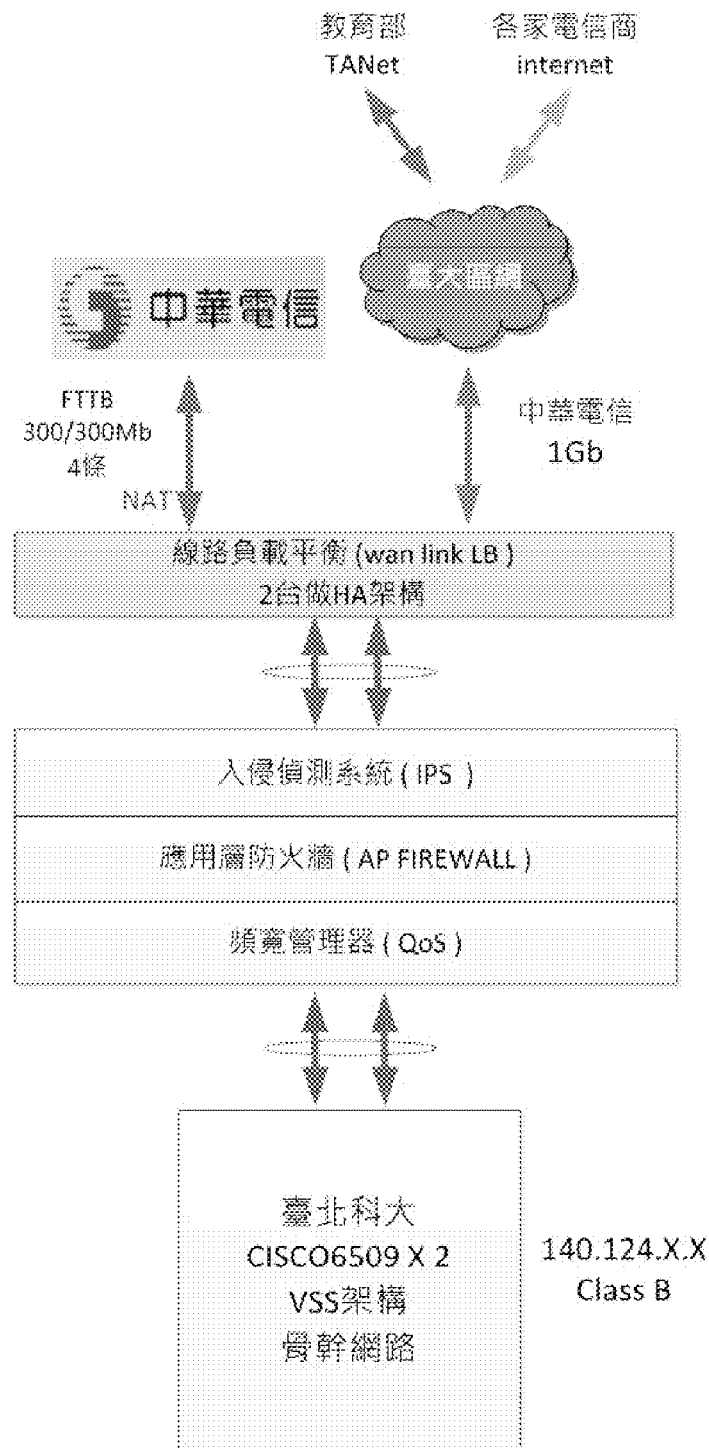 教育部
TANet
各家電信商
internet
臺大區網
中華電信
FTTB
300/300Mb
4條
NAT
中華電信
1Gb
線路負載平衡 (wan link LB )
2台做HA架構
入侵偵測系統 ( IPS )
應用層防火牆 ( AP FIREWALL )
頻寬管理器 ( QoS )
臺北科大
CISCO6509 X 2
VSS架構
骨幹網路
140.124.X.X
Class B